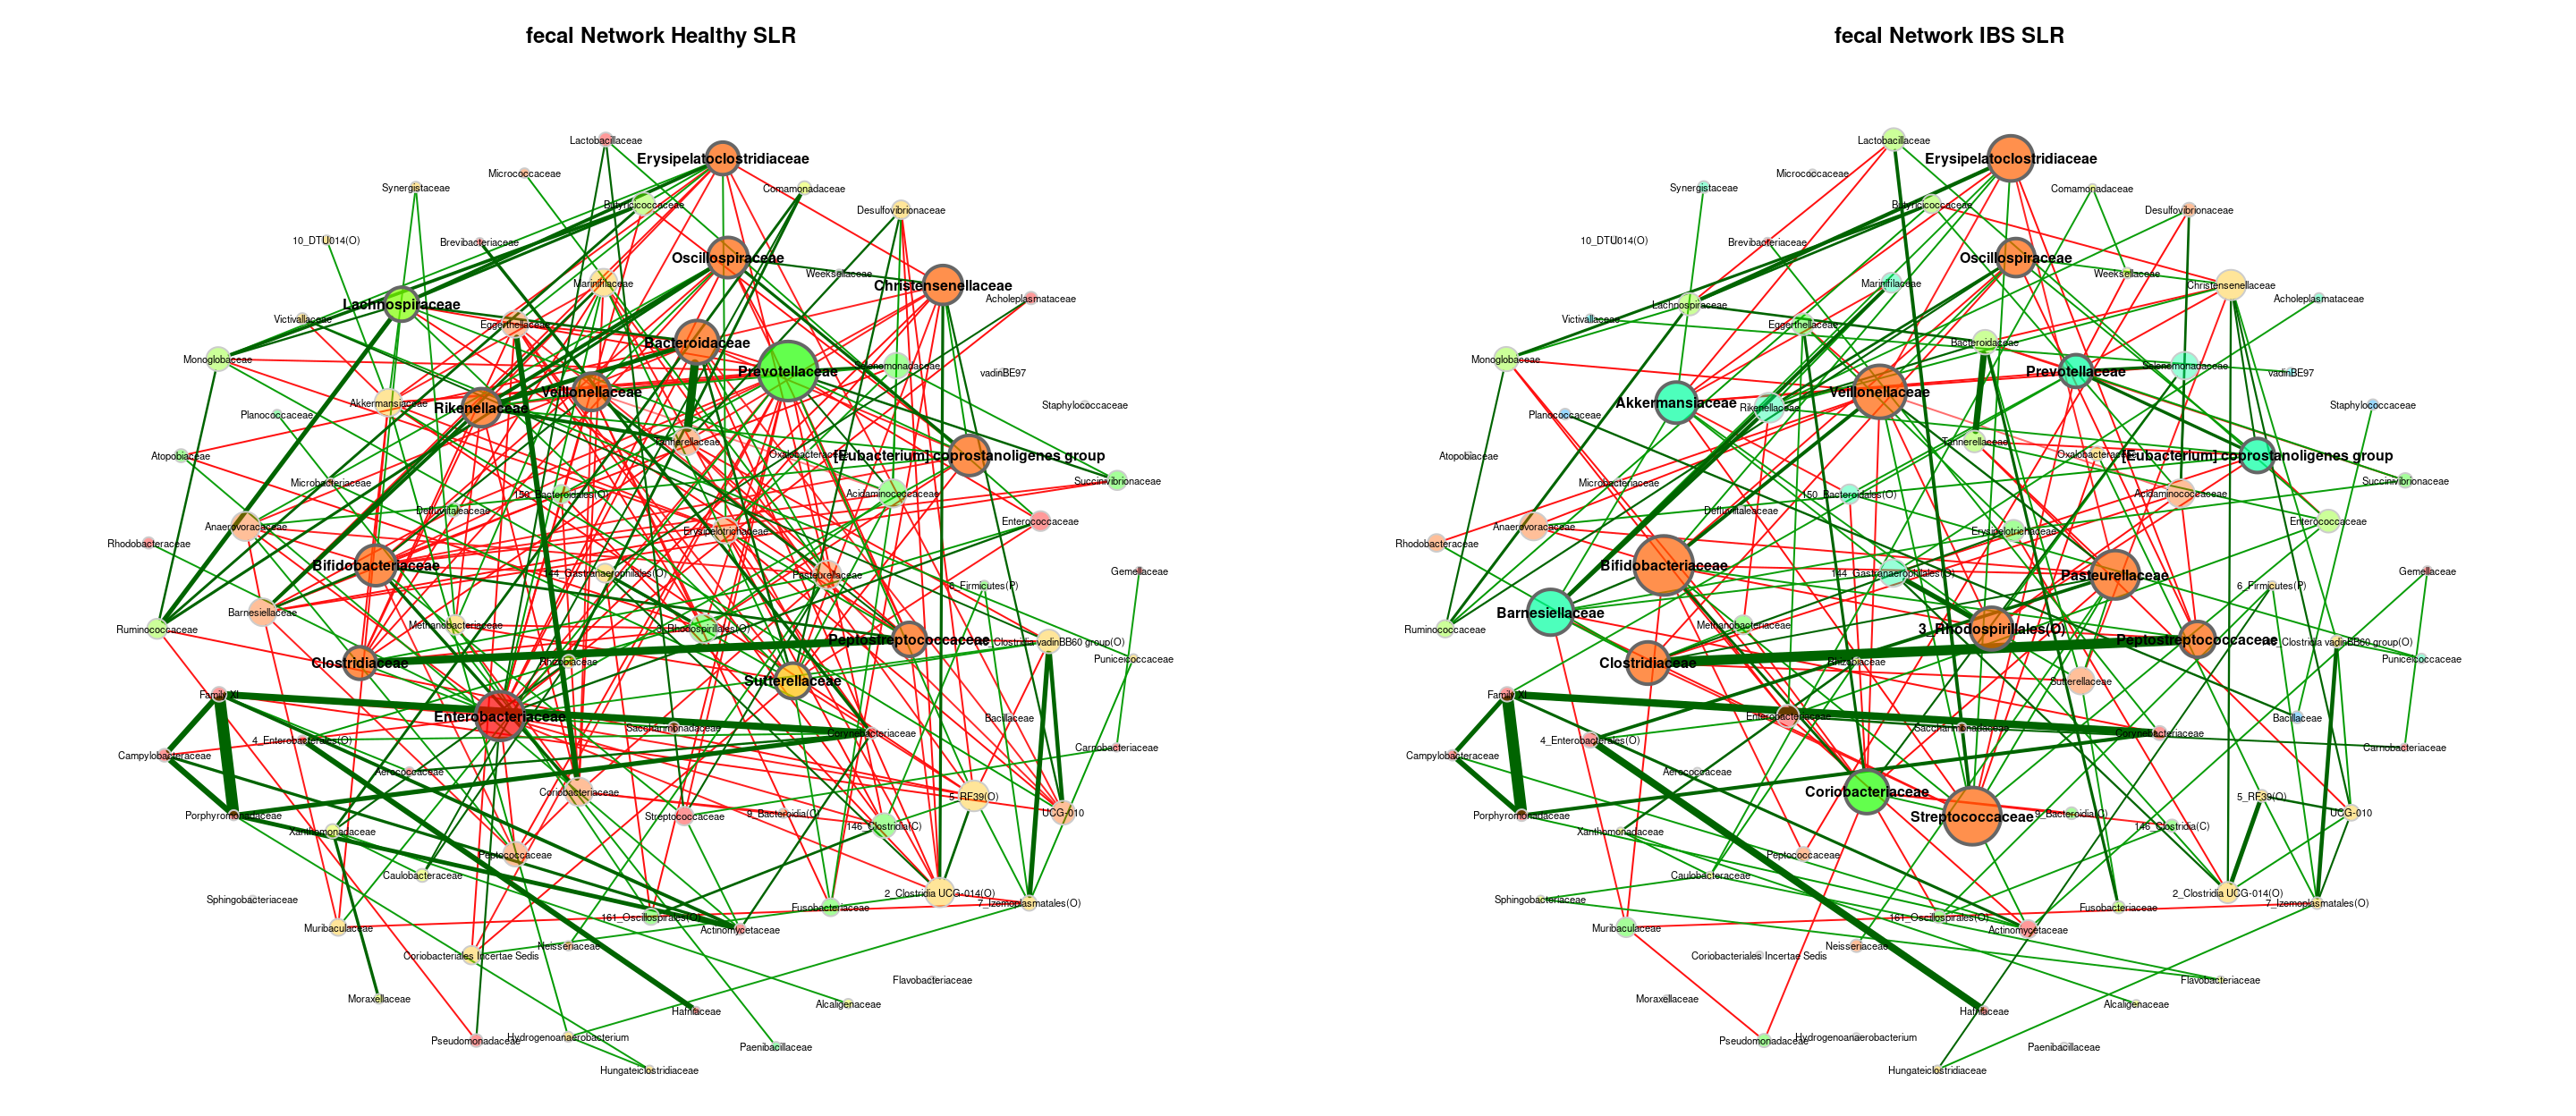 fecal Network Healthy SLR
Lactobacillaceae
Erysipelatoclostridiaceae
Micrococcaceae
Synergistaceae
Comamonadaceae
Butyricicoccaceae
Desulfovibrionaceae
10_DTU014(O)
Brevibacteriaceae
Oscillospiraceae
Weeksellaceae
Marinifilaceae
Christensenellaceae
Acholeplasmataceae
Lachnospiraceae
Victivallaceae
Eggerthellaceae
Bacteroidaceae
Monoglobaceae
Selenomonadaceae
Prevotellaceae
vadinBE97
Veillonellaceae
Akkermansiaceae
Rikenellaceae
Staphylococcaceae
Planococcaceae
Tannerellaceae
Atopobiaceae
Oxalobacteraceae
[Eubacterium] coprostanoligenes group
Microbacteriaceae
Succinivibrionaceae
150_Bacteroidales(O)
Acidaminococcaceae
Defluviitaleaceae
Anaerovoracaceae
Enterococcaceae
Erysipelotrichaceae
Rhodobacteraceae
Bifidobacteriaceae
144_Gastranaerophilales(O)
Pasteurellaceae
Gemellaceae
6_Firmicutes(P)
Barnesiellaceae
Methanobacteriaceae
Ruminococcaceae
3_Rhodospirillales(O)
Peptostreptococcaceae
Clostridia vadinBB60 group(O)
Clostridiaceae
Rhizobiaceae
Puniceicoccaceae
Sutterellaceae
Family XI
Enterobacteriaceae
Bacillaceae
Saccharimonadaceae
Corynebacteriaceae
4_Enterobacterales(O)
Carnobacteriaceae
Campylobacteraceae
Aerococcaceae
Coriobacteriaceae
5_RF39(O)
Porphyromonadaceae
Streptococcaceae
9_Bacteroidia(C)
UCG-010
146_Clostridia(C)
Xanthomonadaceae
Peptococcaceae
Caulobacteraceae
2_Clostridia UCG-014(O)
Sphingobacteriaceae
7_Izemoplasmatales(O)
Fusobacteriaceae
161_Oscillospirales(O)
Muribaculaceae
Actinomycetaceae
Neisseriaceae
Coriobacteriales Incertae Sedis
Flavobacteriaceae
Moraxellaceae
Alcaligenaceae
Hafniaceae
Pseudomonadaceae
Hydrogenoanaerobacterium
Paenibacillaceae
Hungateiclostridiaceae
fecal Network IBS SLR
Lactobacillaceae
Erysipelatoclostridiaceae
Micrococcaceae
Synergistaceae
Comamonadaceae
Butyricicoccaceae
Desulfovibrionaceae
10_DTU014(O)
Brevibacteriaceae
Oscillospiraceae
Weeksellaceae
Marinifilaceae
Christensenellaceae
Acholeplasmataceae
Lachnospiraceae
Victivallaceae
Eggerthellaceae
Bacteroidaceae
Monoglobaceae
Selenomonadaceae
Prevotellaceae
vadinBE97
Veillonellaceae
Akkermansiaceae
Rikenellaceae
Staphylococcaceae
Planococcaceae
Tannerellaceae
Atopobiaceae
Oxalobacteraceae
[Eubacterium] coprostanoligenes group
Microbacteriaceae
Succinivibrionaceae
150_Bacteroidales(O)
Acidaminococcaceae
Defluviitaleaceae
Anaerovoracaceae
Enterococcaceae
Erysipelotrichaceae
Rhodobacteraceae
Bifidobacteriaceae
144_Gastranaerophilales(O)
Pasteurellaceae
Gemellaceae
6_Firmicutes(P)
Barnesiellaceae
Methanobacteriaceae
Ruminococcaceae
3_Rhodospirillales(O)
Peptostreptococcaceae
Clostridia vadinBB60 group(O)
Clostridiaceae
Rhizobiaceae
Puniceicoccaceae
Sutterellaceae
Family XI
Enterobacteriaceae
Bacillaceae
Saccharimonadaceae
Corynebacteriaceae
4_Enterobacterales(O)
Carnobacteriaceae
Campylobacteraceae
Aerococcaceae
Coriobacteriaceae
5_RF39(O)
Porphyromonadaceae
Streptococcaceae
9_Bacteroidia(C)
UCG-010
146_Clostridia(C)
Xanthomonadaceae
Peptococcaceae
Caulobacteraceae
2_Clostridia UCG-014(O)
Sphingobacteriaceae
7_Izemoplasmatales(O)
Fusobacteriaceae
161_Oscillospirales(O)
Muribaculaceae
Actinomycetaceae
Neisseriaceae
Coriobacteriales Incertae Sedis
Flavobacteriaceae
Moraxellaceae
Alcaligenaceae
Hafniaceae
Pseudomonadaceae
Hydrogenoanaerobacterium
Paenibacillaceae
Hungateiclostridiaceae